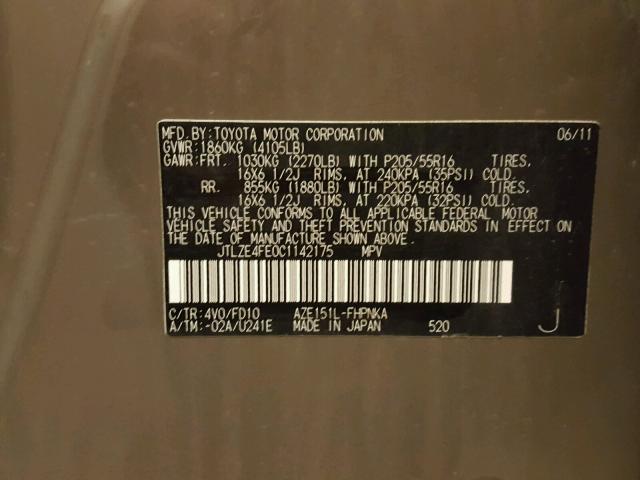 MFD. BY: TOYOTA MOTOR CORPORATION 06/11
GVWR: 1860KG (4105LB)
GAWR: FRT. 1030KG (2270LB) WITH P205/55R16 TIRES,
16X6 1/2J RIMS, AT 240KPA (35PSI) COLD.
RR. 855KG (1880LB) WITH P205/55R16 TIRES,
16X6 1/2J RIMS, AT 220KPA (32PSI) COLD.
THIS VEHICLE CONFORMS TO ALL APPLICABLE FEDERAL MOTOR
VEHICLE SAFETY AND THEFT PREVENTION STANDARDS IN EFFECT ON
THE DATE OF MANUFACTURE SHOWN ABOVE.
JTLZE4FE0C1142175 MPV
C/TR: 4V0/FD10 AZE151L-FHPNKA
A/TM: -02A/U241E MADE IN JAPAN 520 J